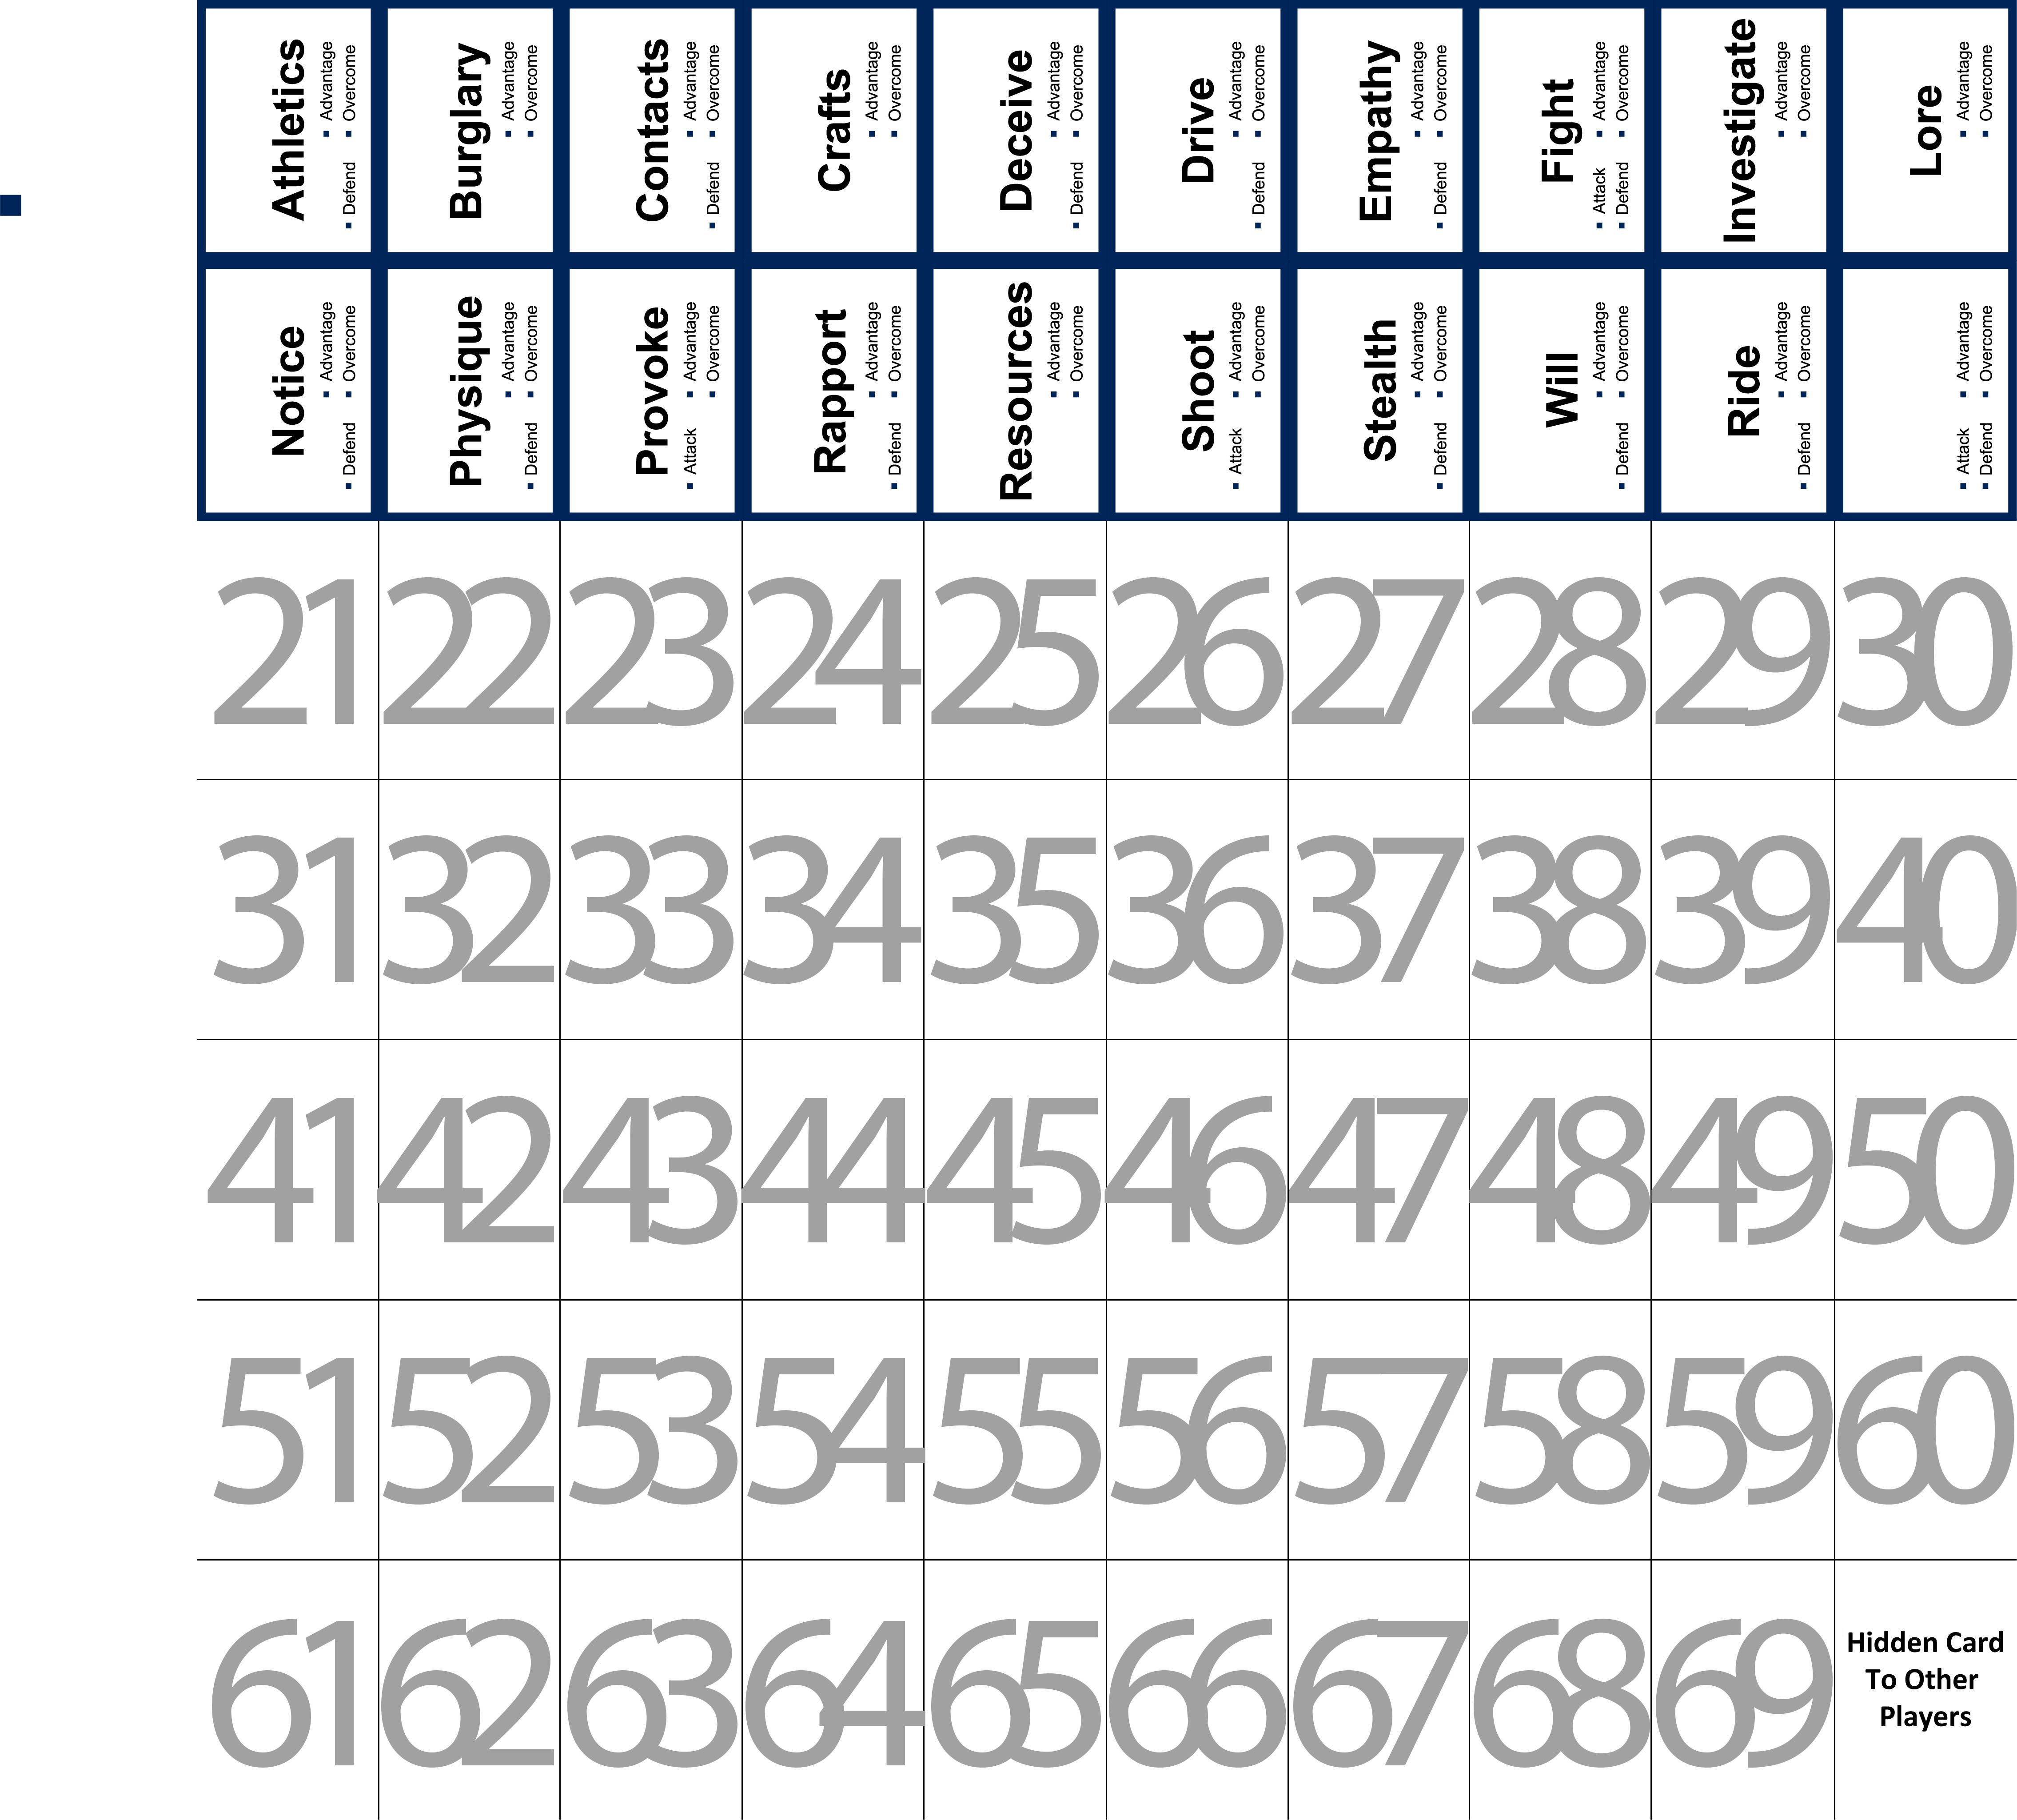 Athletics
▪ Advantage
▪ Defend ▪ Overcome
Burglary
▪ Advantage
▪ Overcome
Contacts
▪ Advantage
▪ Defend ▪ Overcome
Crafts
▪ Advantage
▪ Overcome
Deceive
▪ Advantage
▪ Defend ▪ Overcome
Drive
▪ Advantage
▪ Defend ▪ Overcome
Empathy
▪ Advantage
▪ Defend ▪ Overcome
Fight
▪ Attack ▪ Advantage
▪ Defend ▪ Overcome
Investigate
▪ Advantage
▪ Overcome
Lore
▪ Advantage
▪ Overcome
Notice
▪ Advantage
▪ Defend ▪ Overcome
Physique
▪ Advantage
▪ Defend ▪ Overcome
Provoke
▪ Attack ▪ Advantage
▪ Overcome
Rapport
▪ Advantage
▪ Defend ▪ Overcome
Resources
▪ Advantage
▪ Overcome
Shoot
▪ Attack ▪ Advantage
▪ Overcome
Stealth
▪ Advantage
▪ Defend ▪ Overcome
Will
▪ Advantage
▪ Defend ▪ Overcome
Ride
▪ Advantage
▪ Defend ▪ Overcome
▪ Attack ▪ Advantage
▪ Defend ▪ Overcome
21 22 23 24 25 26 27 28 29 30
31 32 33 34 35 36 37 38 39 40
41 42 43 44 45 46 47 48 49 50
51 52 53 54 55 56 57 58 59 60
61 62 63 64 65 66 67 68 69
Hidden Card
To Other
Players